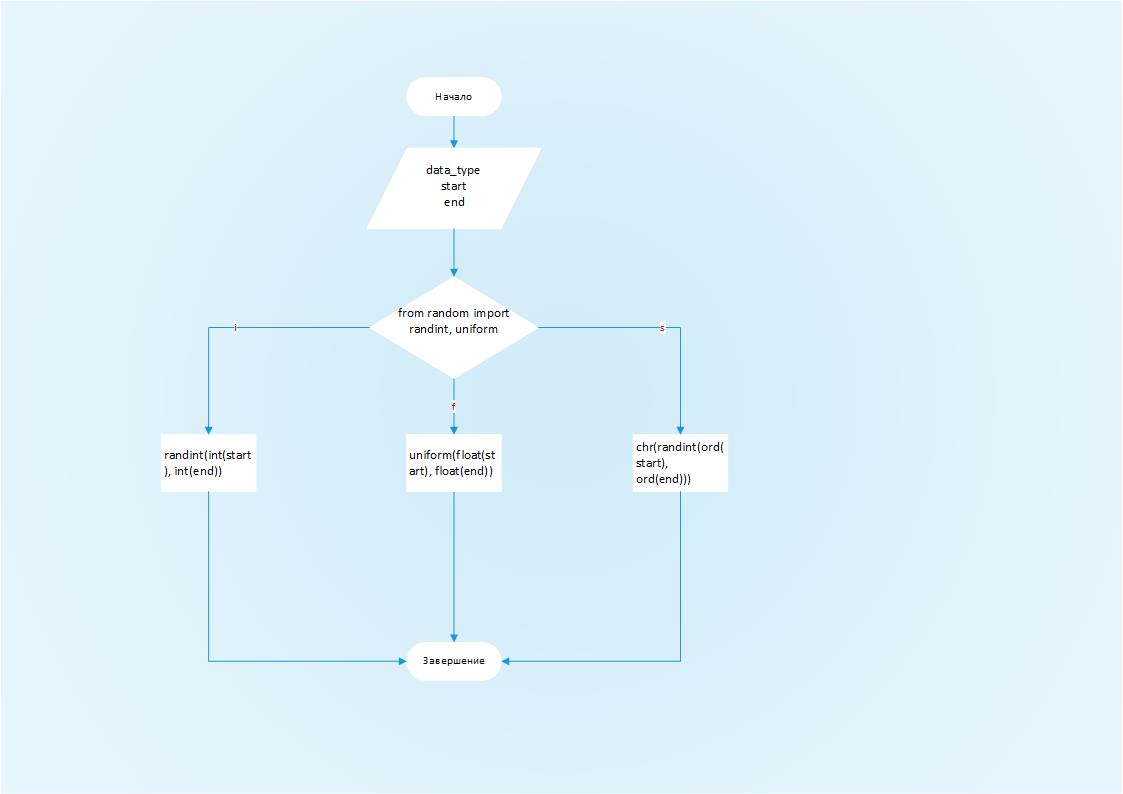 Начало
data_type
start
end
from random import
randint, uniform
i
s
f
randint(int(start
), int(end))
uniform(float(st
art), float(end))
chr(randint(ord(
start),
ord(end)))
Завершение